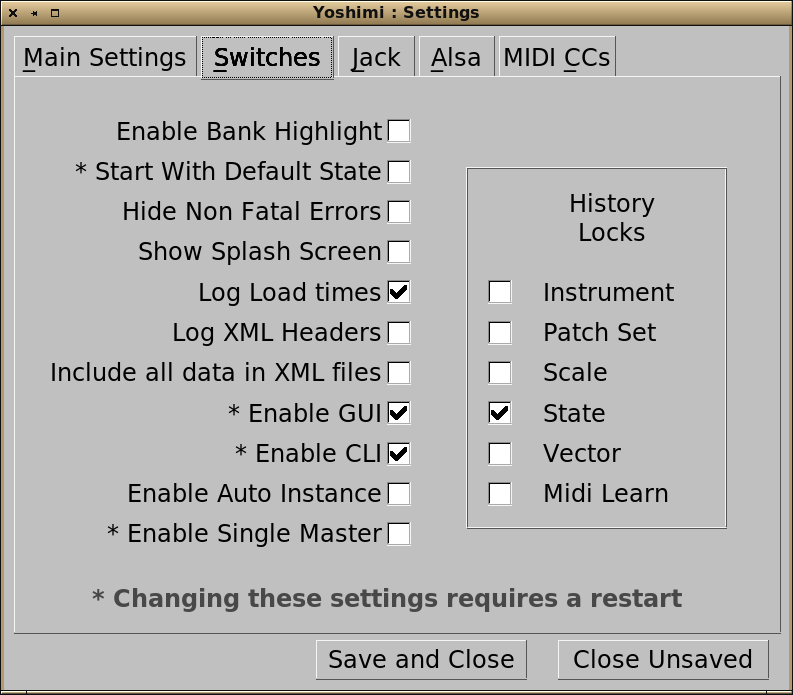 Yoshimi : Settings
Main Settings
Switches
Jack
Alsa
MIDI CCs
Enable Bank Highlight
* Start With Default State
Hide Non Fatal Errors
Show Splash Screen
Log Load times
Log XML Headers
Include all data in XML files
* Enable GUI
* Enable CLI
Enable Auto Instance
* Enable Single Master
History
Locks
Instrument
Patch Set
Scale
State
Vector
Midi Learn
* Changing these settings requires a restart
Save and Close
Close Unsaved